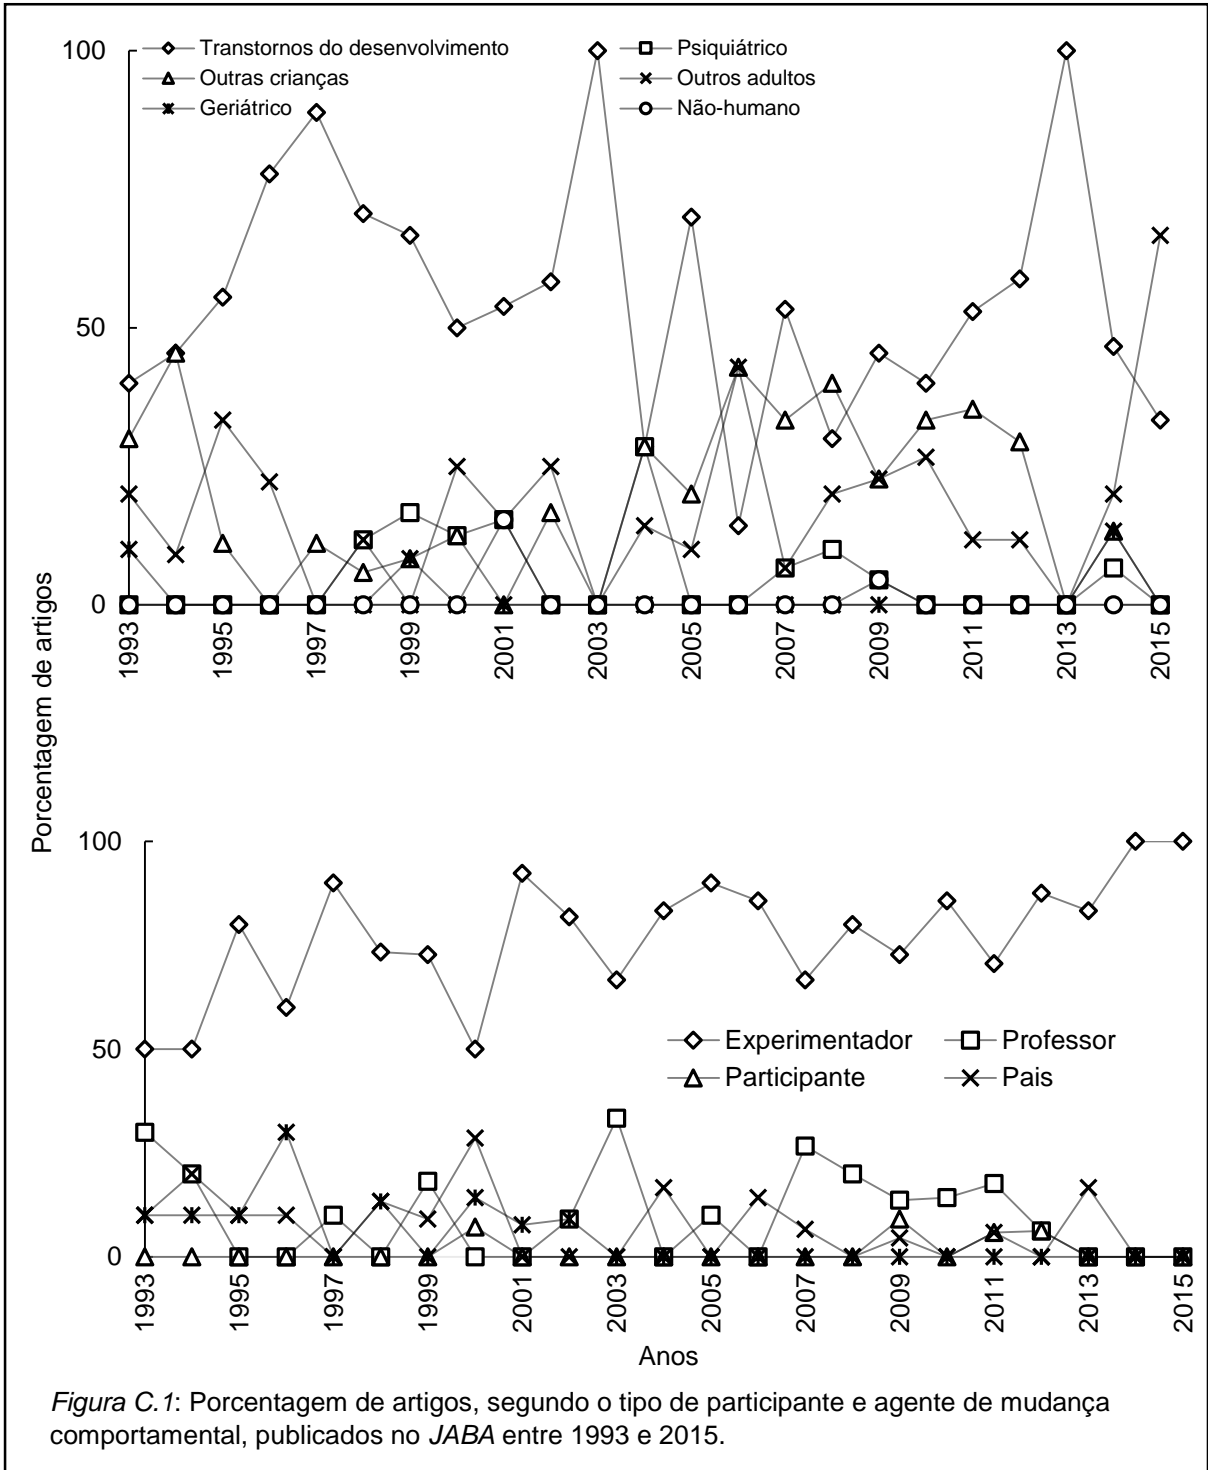 100
Transtornos do desenvolvimento
Psiquiátrico
Outras crianças
Outros adultos
Geriátrico
Não-humano
50
0
1993
1995
1997
1999
2001
2003
2005
2007
2009
2011
2013
2015
Porcentagem de artigos
100
50
Experimentador
Professor
Participante
Pais
0
1993
1995
1997
1999
2001
2003
2005
2007
2009
2011
2013
2015
Anos
Figura C.1: Porcentagem de artigos, segundo o tipo de participante e agente de mudança
comportamental, publicados no JABA entre 1993 e 2015.